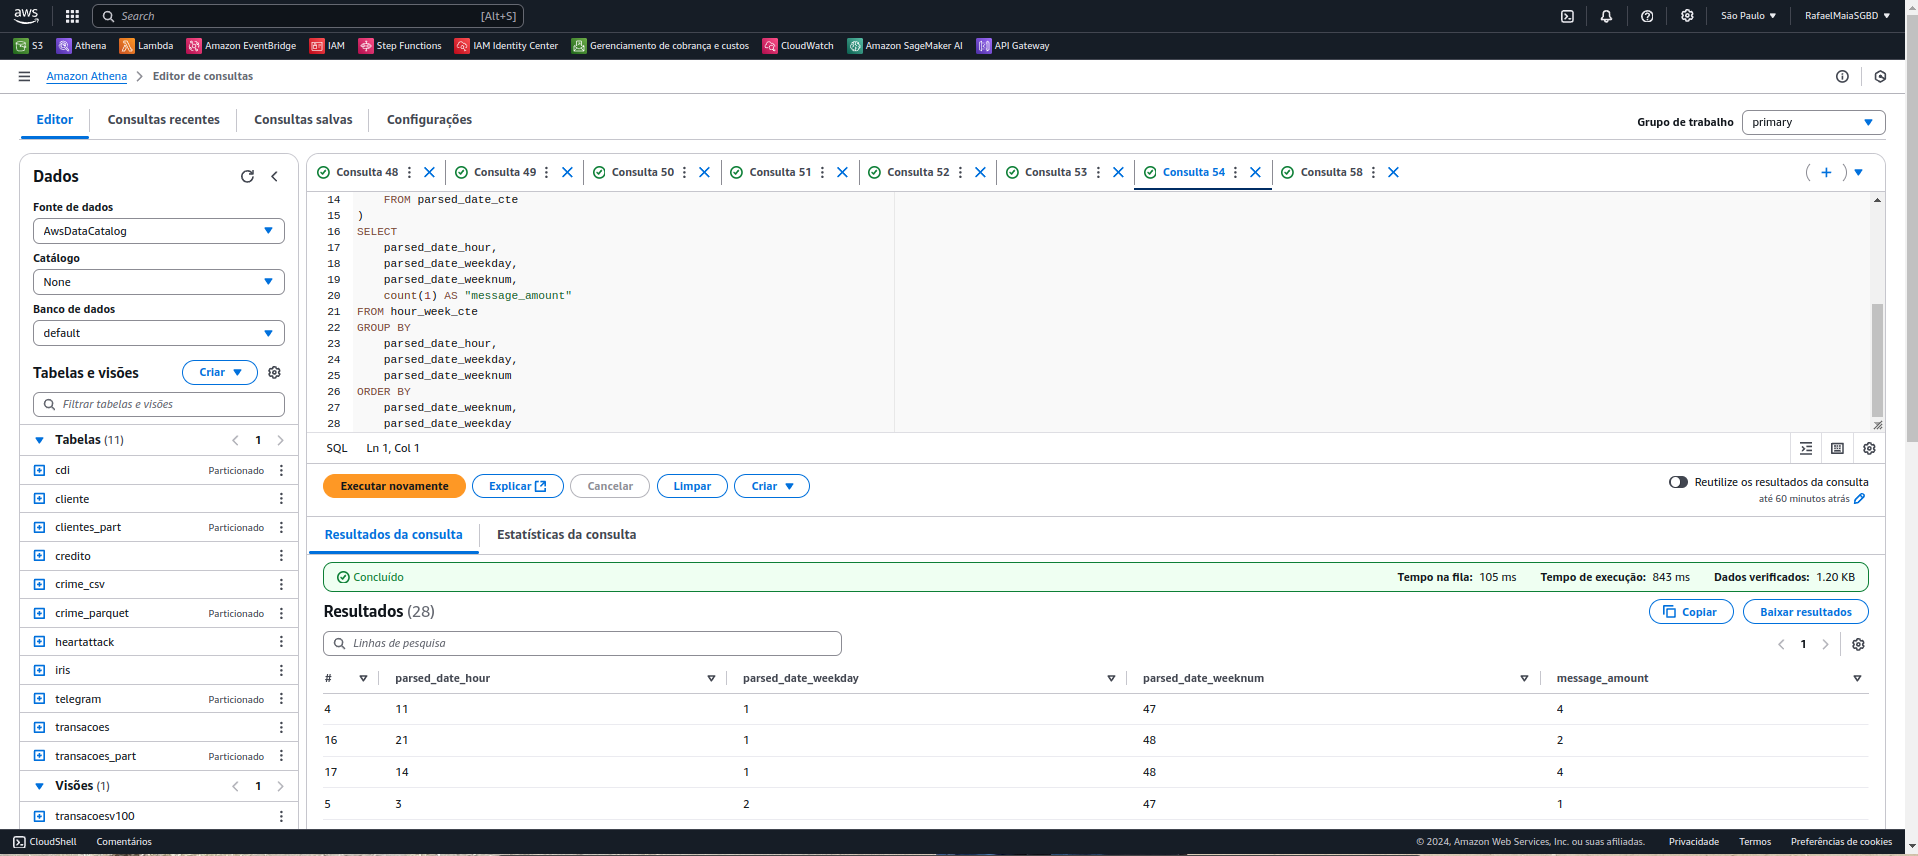 aws
Search [Alt+S]
São Paulo RafaelMaiaSGBD
S3 Athena Lambda Amazon EventBridge IAM Step Functions IAM Identity Center Gerenciamento de cobrança e custos CloudWatch Amazon SageMaker AI API Gateway
Amazon Athena Editor de consultas
Editor Consultas recentes Consultas salvas Configurações
Grupo de trabalho primary
Dados
Fonte de dados
AwsDataCatalog
Catálogo
None
Banco de dados
default
Tabelas e visões Criar
Filtrar tabelas e visões
Tabelas (11) 1
cdi Particionado
cliente
clientes_part Particionado
credito
crime_csv
crime_parquet Particionado
heartattack
iris
telegram Particionado
transacoes
transacoes_part Particionado
Visões (1) 1
transacoesv100
Consulta 48 Consulta 49 Consulta 50 Consulta 51 Consulta 52 Consulta 53 Consulta 54 Consulta 58
14 FROM parsed_date_cte
15 )
16 SELECT
17 parsed_date_hour,
18 parsed_date_weekday,
19 parsed_date_weeknum,
20 count(1) AS "message_amount"
21 FROM hour_week_cte
22 GROUP BY
23 parsed_date_hour,
24 parsed_date_weekday,
25 parsed_date_weeknum
26 ORDER BY
27 parsed_date_weeknum,
28 parsed_date_weekday
SQL Ln 1, Col 1
Executar novamente Explicar Cancelar Limpar Criar
Reutilize os resultados da consulta
até 60 minutos atrás
Resultados da consulta Estatísticas da consulta
Concluído Tempo na fila: 105 ms Tempo de execução: 843 ms Dados verificados: 1.20 KB
Resultados (28) Copiar Baixar resultados
Linhas de pesquisa 1
# parsed_date_hour parsed_date_weekday parsed_date_weeknum message_amount
4 11 1 47 4
16 21 1 48 2
17 14 1 48 4
5 3 2 47 1
CloudShell Comentários © 2024, Amazon Web Services, Inc. ou suas afiliadas. Privacidade Termos Preferências de cookies